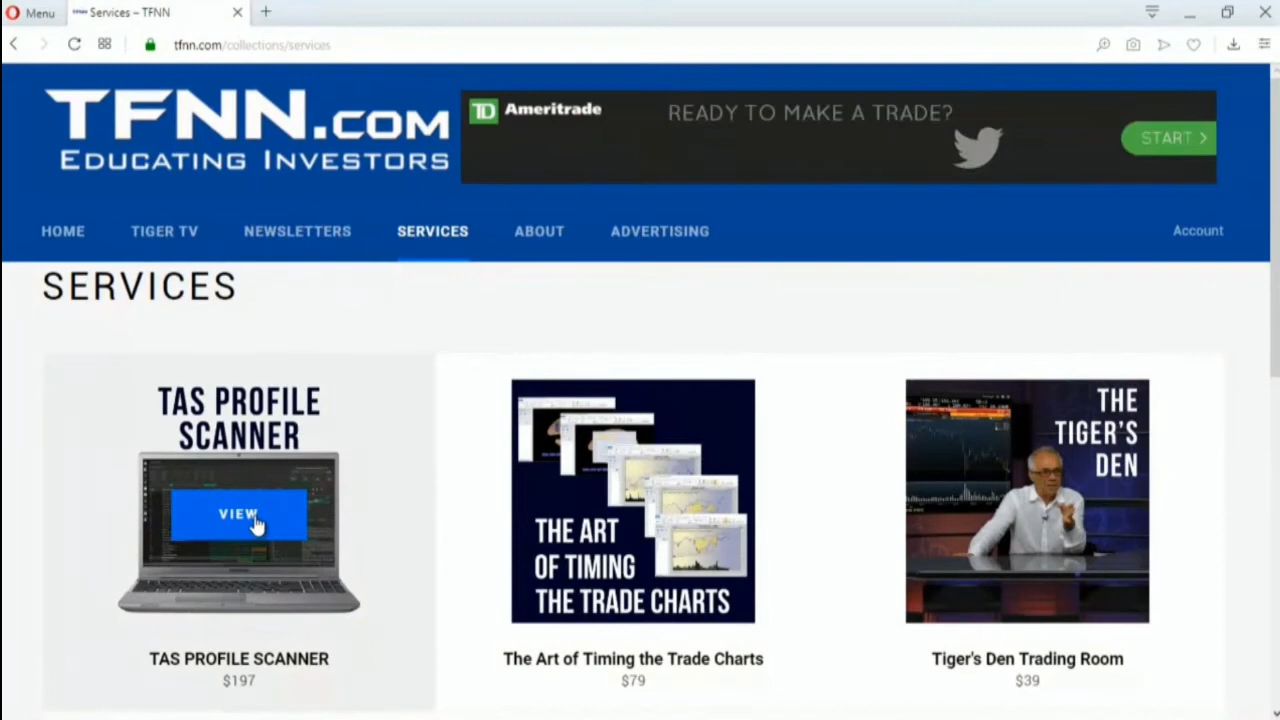 Menu
Services – TFNN
tfnn.com/collections/services
TFNN.COM
EDUCATING INVESTORS
TD Ameritrade
READY TO MAKE A TRADE?
START >
HOME
TIGER TV
NEWSLETTERS
SERVICES
ABOUT
ADVERTISING
Account
SERVICES
TAS PROFILE
SCANNER
VIEW
TAS PROFILE SCANNER
$197
THE ART
OF TIMING
THE TRADE CHARTS
The Art of Timing the Trade Charts
$79
THE
TIGER'S
DEN
Tiger's Den Trading Room
$39